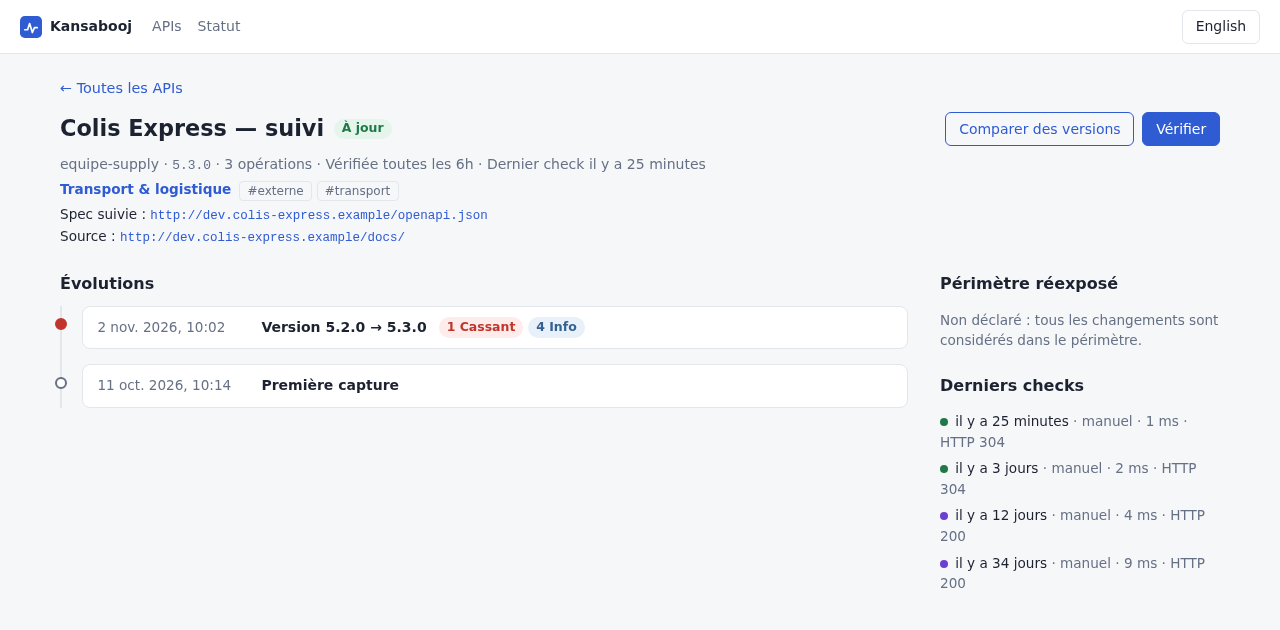 Kansabooj APIs Statut English
← Toutes les APIs
Colis Express — suivi À jour Comparer des versions Vérifier
equipe-supply · 5.3.0 · 3 opérations · Vérifiée toutes les 6h · Dernier check il y a 25 minutes
Transport & logistique #externe #transport
Spec suivie : http://dev.colis-express.example/openapi.json
Source : http://dev.colis-express.example/docs/
Évolutions
2 nov. 2026, 10:02 Version 5.2.0 → 5.3.0 1 Cassant 4 Info
11 oct. 2026, 10:14 Première capture
Périmètre réexposé
Non déclaré : tous les changements sont
considérés dans le périmètre.
Derniers checks
il y a 25 minutes · manuel · 1 ms ·
HTTP 304
il y a 3 jours · manuel · 2 ms · HTTP
304
il y a 12 jours · manuel · 4 ms · HTTP
200
il y a 34 jours · manuel · 9 ms · HTTP
200